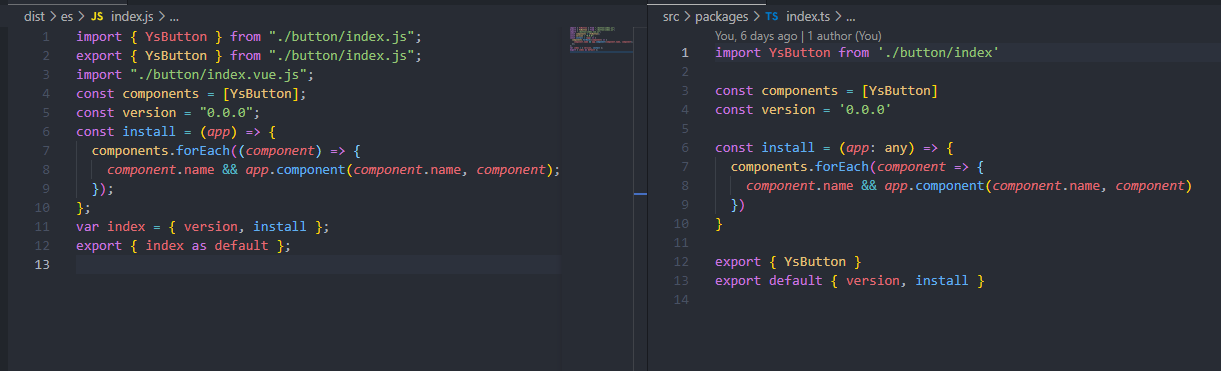 dist > es > JS index.js > ...
1 import { YsButton } from "./button/index.js";
2 export { YsButton } from "./button/index.js";
3 import "./button/index.vue.js";
4 const components = [YsButton];
5 const version = "0.0.0";
6 const install = (app) => {
7   components.forEach((component) => {
8     component.name && app.component(component.name, component);
9   });
10 };
11 var index = { version, install };
12 export { index as default };
13
src > packages > TS index.ts > ...
You, 6 days ago | 1 author (You)
1 import YsButton from './button/index'
2
3 const components = [YsButton]
4 const version = '0.0.0'
5
6 const install = (app: any) => {
7   components.forEach(component => {
8     component.name && app.component(component.name, component)
9   })
10 }
11
12 export { YsButton }
13 export default { version, install }
14